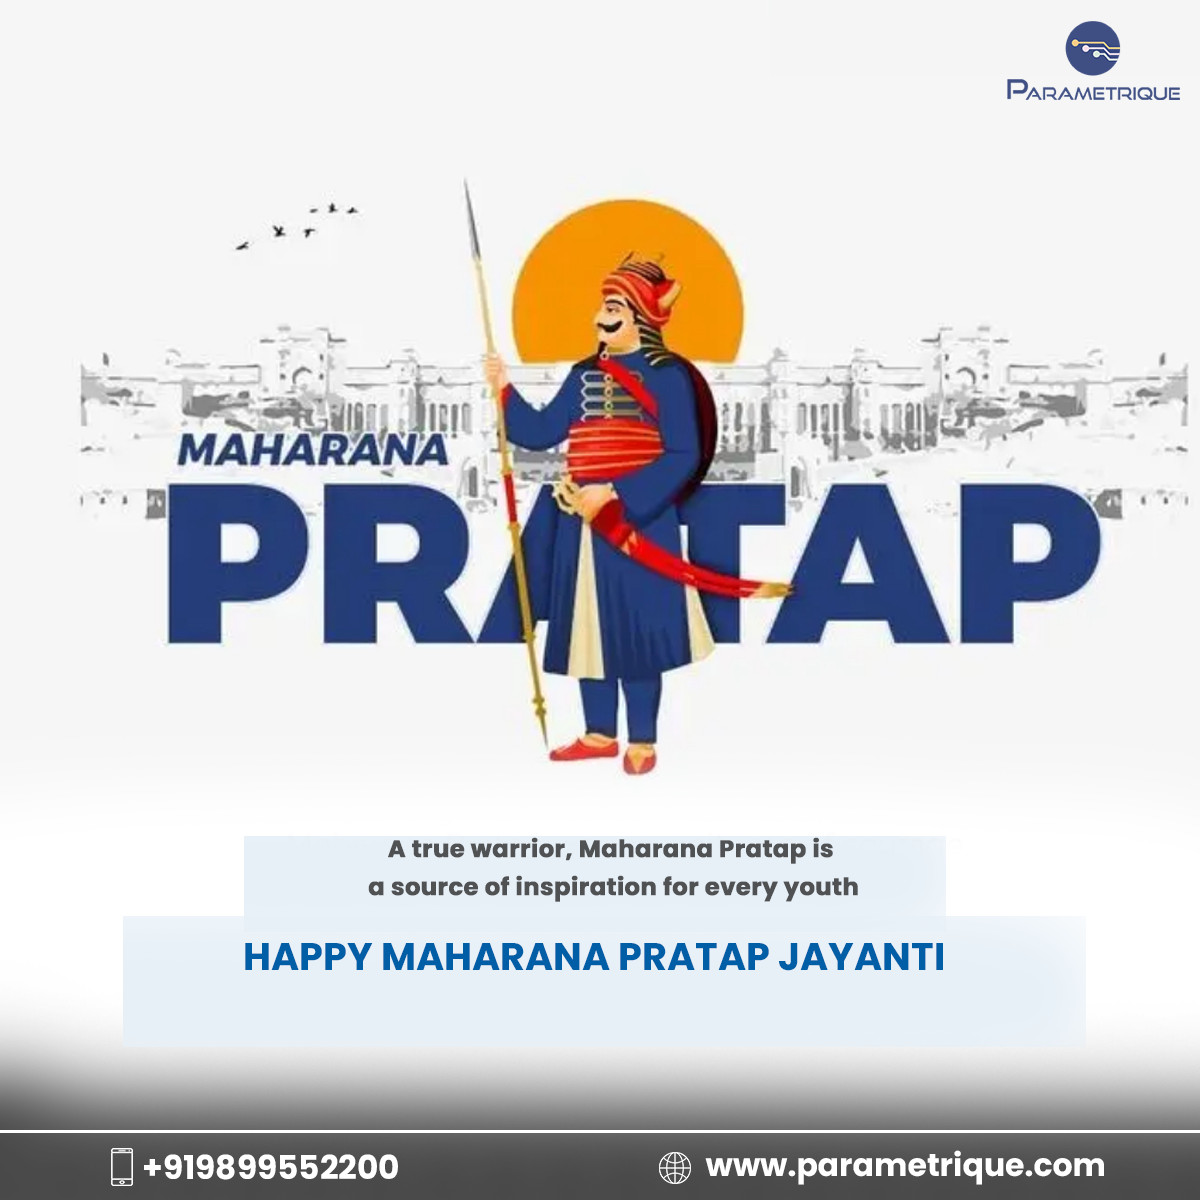 PARAMETRIQUE
MAHARANA
PRATAP
A true warrior, Maharana Pratap is
a source of inspiration for every youth
HAPPY MAHARANA PRATAP JAYANTI
+919899552200
www.parametrique.com